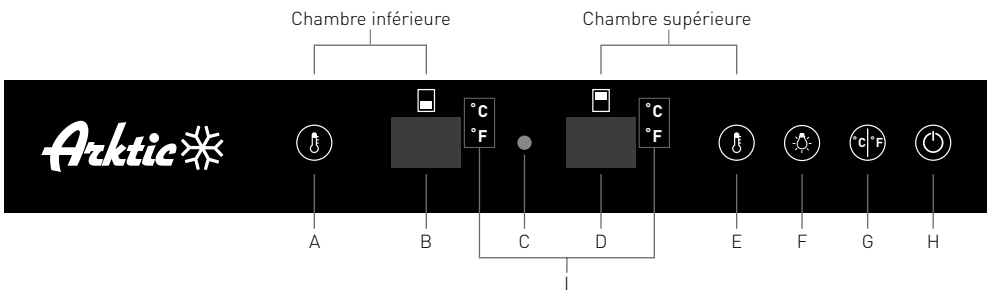 Chambre inférieure Chambre supérieure
Arktic °C °F °C °F °C °F
A B C D E F G H
I